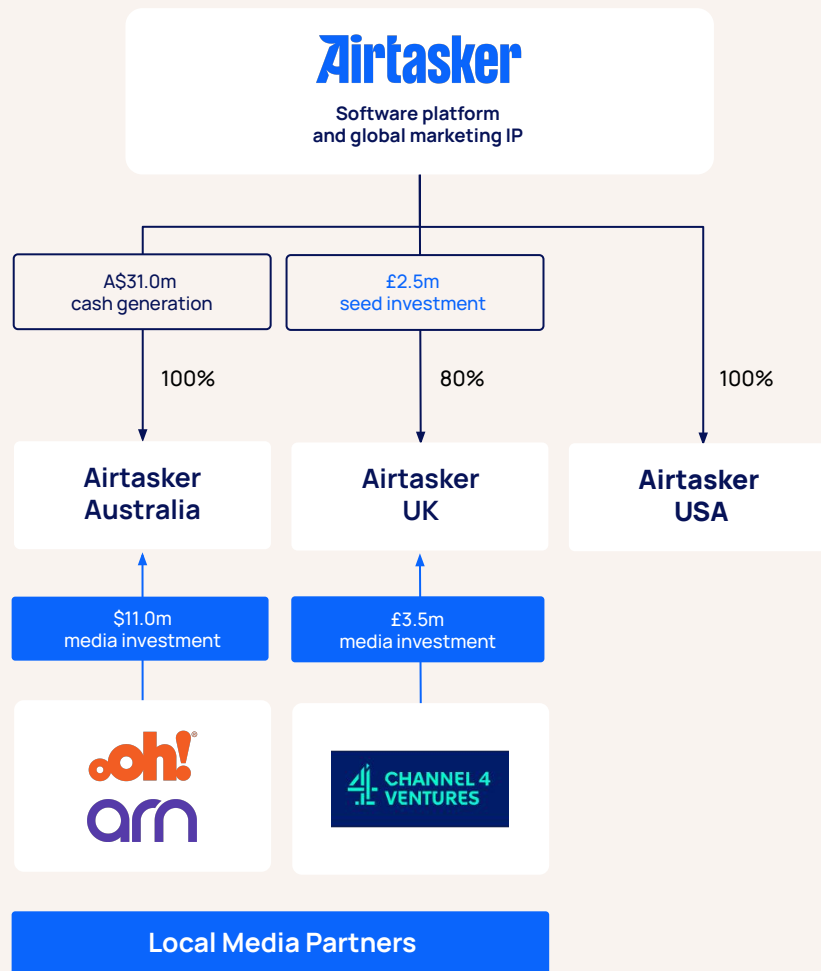 Airtasker
Software platform
and global marketing IP
A$31.0m
cash generation
£2.5m
seed investment
100%
80%
100%
Airtasker
Australia
Airtasker
UK
Airtasker
USA
$11.0m
media investment
£3.5m
media investment
ooh!®
arn
4 CHANNEL 4
VENTURES
Local Media Partners